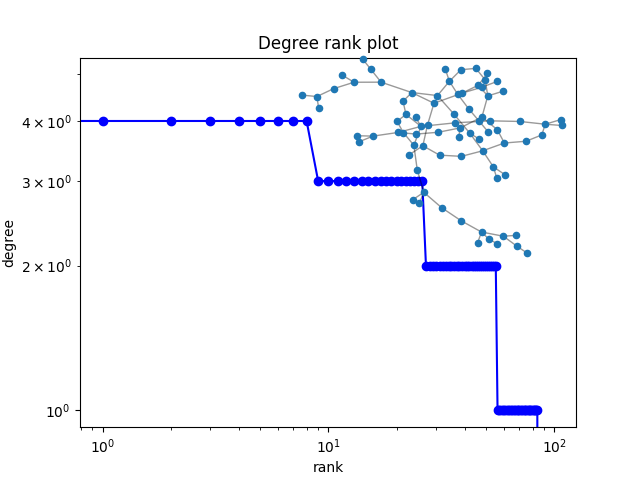 Degree rank plot
degree
4 × 10⁰
3 × 10⁰
2 × 10⁰
10⁰
10⁰
10¹
10²
rank